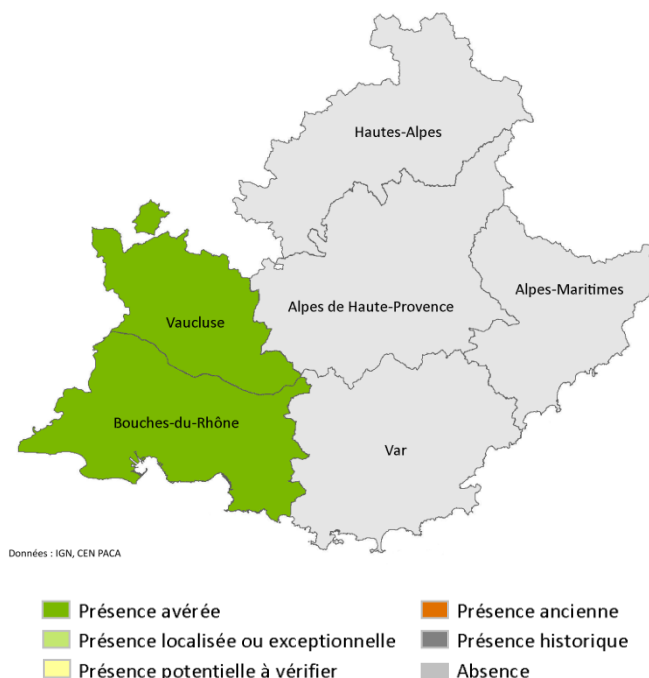 Hautes-Alpes
Alpes-Maritimes
Alpes de Haute-Provence
Vaucluse
Bouches-du-Rhône
Var
Données : IGN, CEN PACA
Présence avérée
Présence ancienne
Présence localisée ou exceptionnelle
Présence historique
Présence potentielle à vérifier
Absence